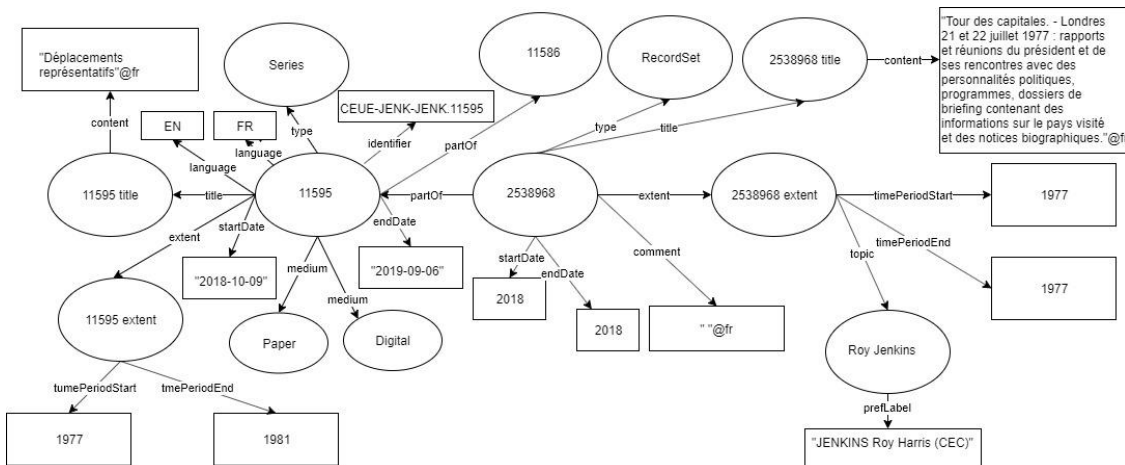 "Déplacements
représentatifs"@fr
Series
11586
RecordSet
2538968 title
content
"Tour des capitales. - Londres
21 et 22 juillet 1977 : rapports
et réunions du président et de
ses rencontres avec des
personnalités politiques,
programmes, dossiers de
briefing contenant des
informations sur le pays visité
et des notices biographiques."@fr
content
EN
FR
type
CEUE-JENK-JENK.11595
identifier
partOf
type
title
language
language
11595 title
title
11595
partOf
2538968
extent
2538968 extent
timePeriodStart
1977
extent
startDate
endDate
medium
medium
"2018-10-09"
"2019-09-06"
startDate
endDate
comment
topic
timePeriodEnd
1977
2018
2018
" "@fr
11595 extent
Paper
Digital
Roy Jenkins
tumePeriodStart
tmePeriodEnd
prefLabel
1977
1981
"JENKINS Roy Harris (CEC)"